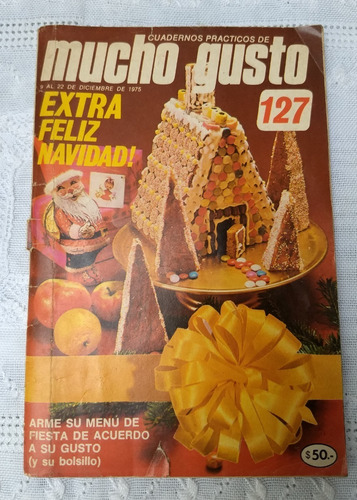 CUADERNOS PRACTICOS DE
mucho gusto
9 AL 22 DE DICIEMBRE DE 1975
127
EXTRA
FELIZ
NAVIDAD!
ARME SU MENÚ DE
FIESTA DE ACUERDO
A SU GUSTO
(y su bolsillo)
$50.-